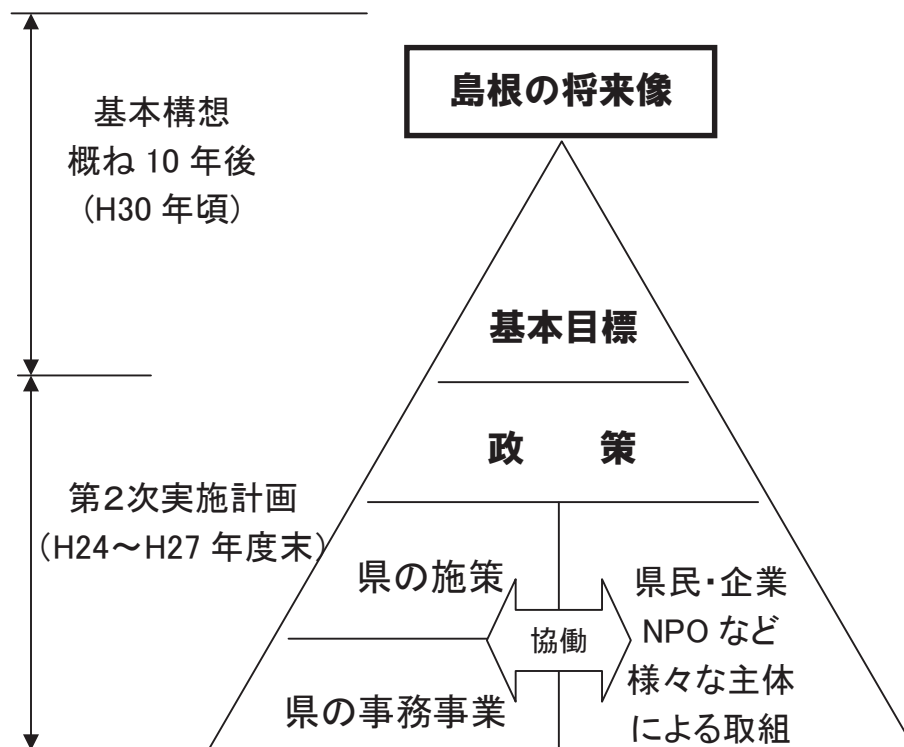 島根の将来像
基本構想
概ね 10 年後
(H30 年頃)
基本目標
政　　策
第2次実施計画
(H24~H27 年度末)
県の施策
協働
県の事務事業
県民・企業
NPO など
様々な主体
による取組